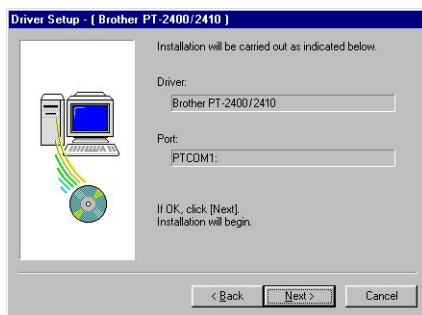 Driver Setup - ( Brother PT-2400/2410 )
Installation will be carried out as indicated below.
Driver:
Brother PT-2400/2410
Port:
PTCOM1:
If OK, click [Next].
Installation will begin.
< Back
Next >
Cancel